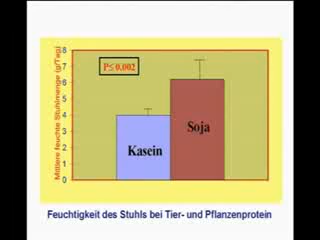 Mittlere feuchte Stuhlmenge (g/Tag)
8
7
6
5
4
3
2
1
0
P≤ 0,002
Kasein
Soja
Feuchtigkeit des Stuhls bei Tier- und Pflanzenprotein